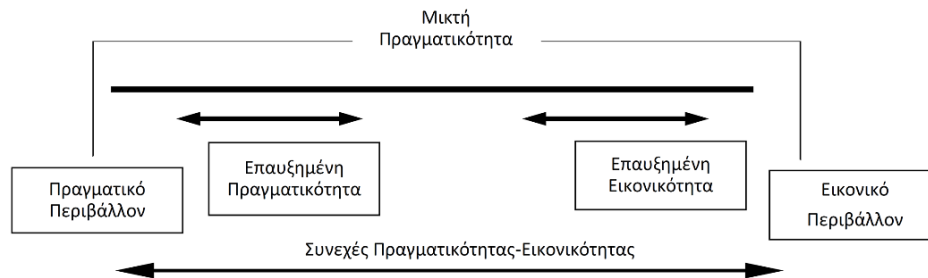 Μικτή
Πραγματικότητα
Επαυξημένη
Πραγματικότητα
Επαυξημένη
Εικονικότητα
Πραγματικό
Περιβάλλον
Εικονικό
Περιβάλλον
Συνεχές Πραγματικότητας-Εικονικότητας